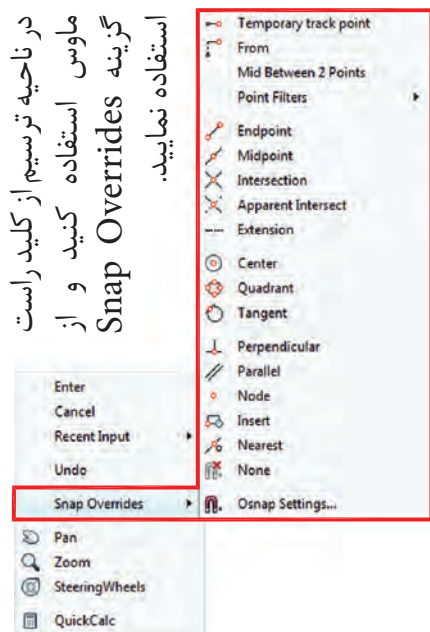 در ناحیه ترسیم از کلید راست
ماوس استفاده کنید و از
گزینه Snap Overrides
استفاده نمایید.
Temporary track point
From
Mid Between 2 Points
Point Filters
Endpoint
Midpoint
Intersection
Apparent Intersect
Extension
Center
Quadrant
Tangent
Perpendicular
Parallel
Node
Insert
Nearest
None
Osnap Settings...
Enter
Cancel
Recent Input
Undo
Snap Overrides
Pan
Zoom
SteeringWheels
QuickCalc